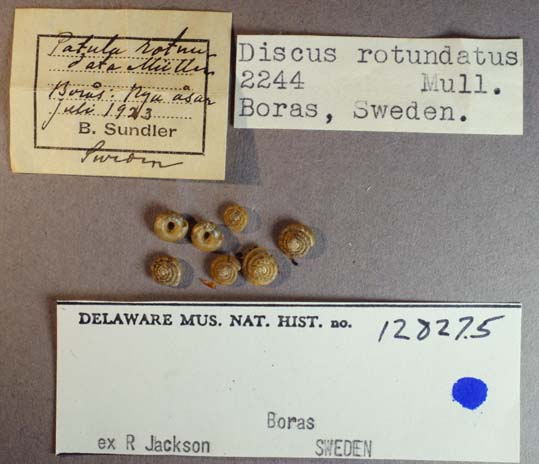 Patula rotun
data Müller
Borås: Rya åsar
juli 1923
B. Sundler
Sweden
Discus rotundatus
2244 Mull.
Boras, Sweden.
DELAWARE MUS. NAT. HIST. no. 128275
Boras
ex R Jackson SWEDEN